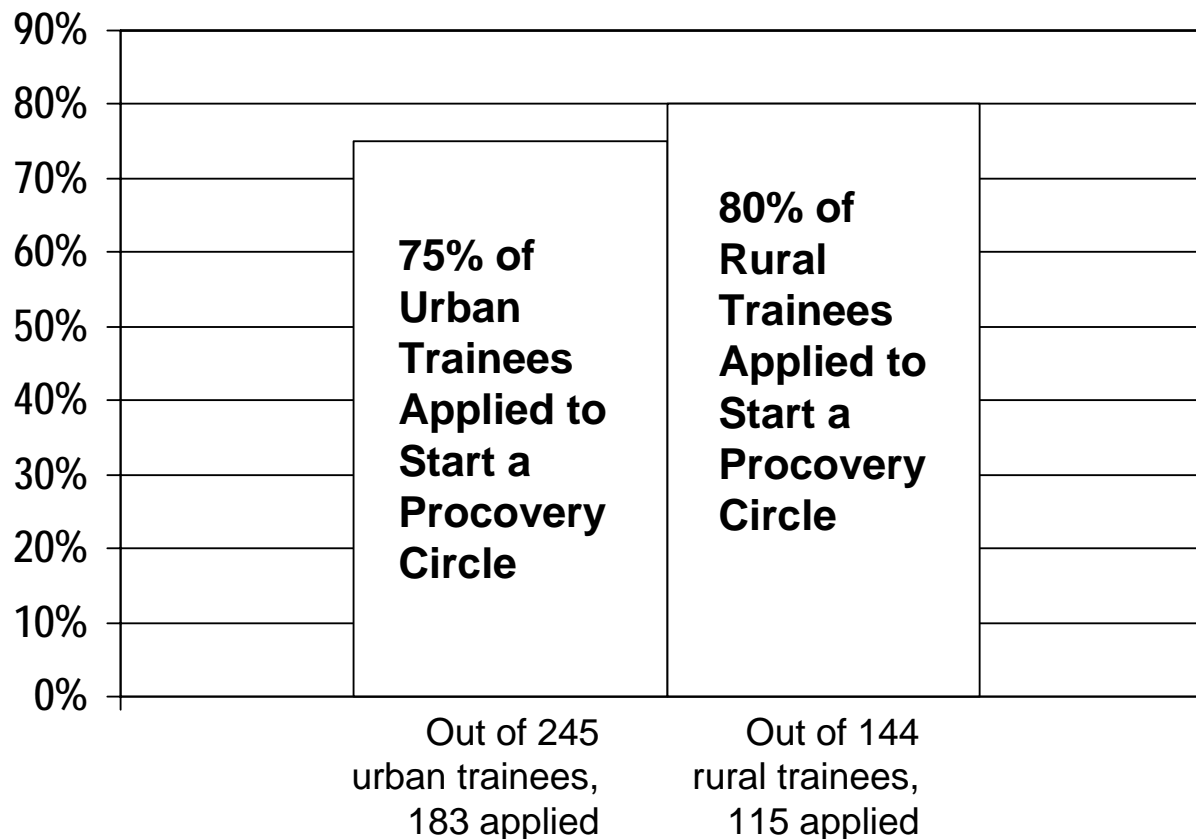 90%
80%
70%
60%
50%
40%
30%
20%
10%
0%
75% of
Urban
Trainees
Applied to
Start a
Procovery
Circle
80% of
Rural
Trainees
Applied to
Start a
Procovery
Circle
Out of 245
urban trainees,
183 applied
Out of 144
rural trainees,
115 applied